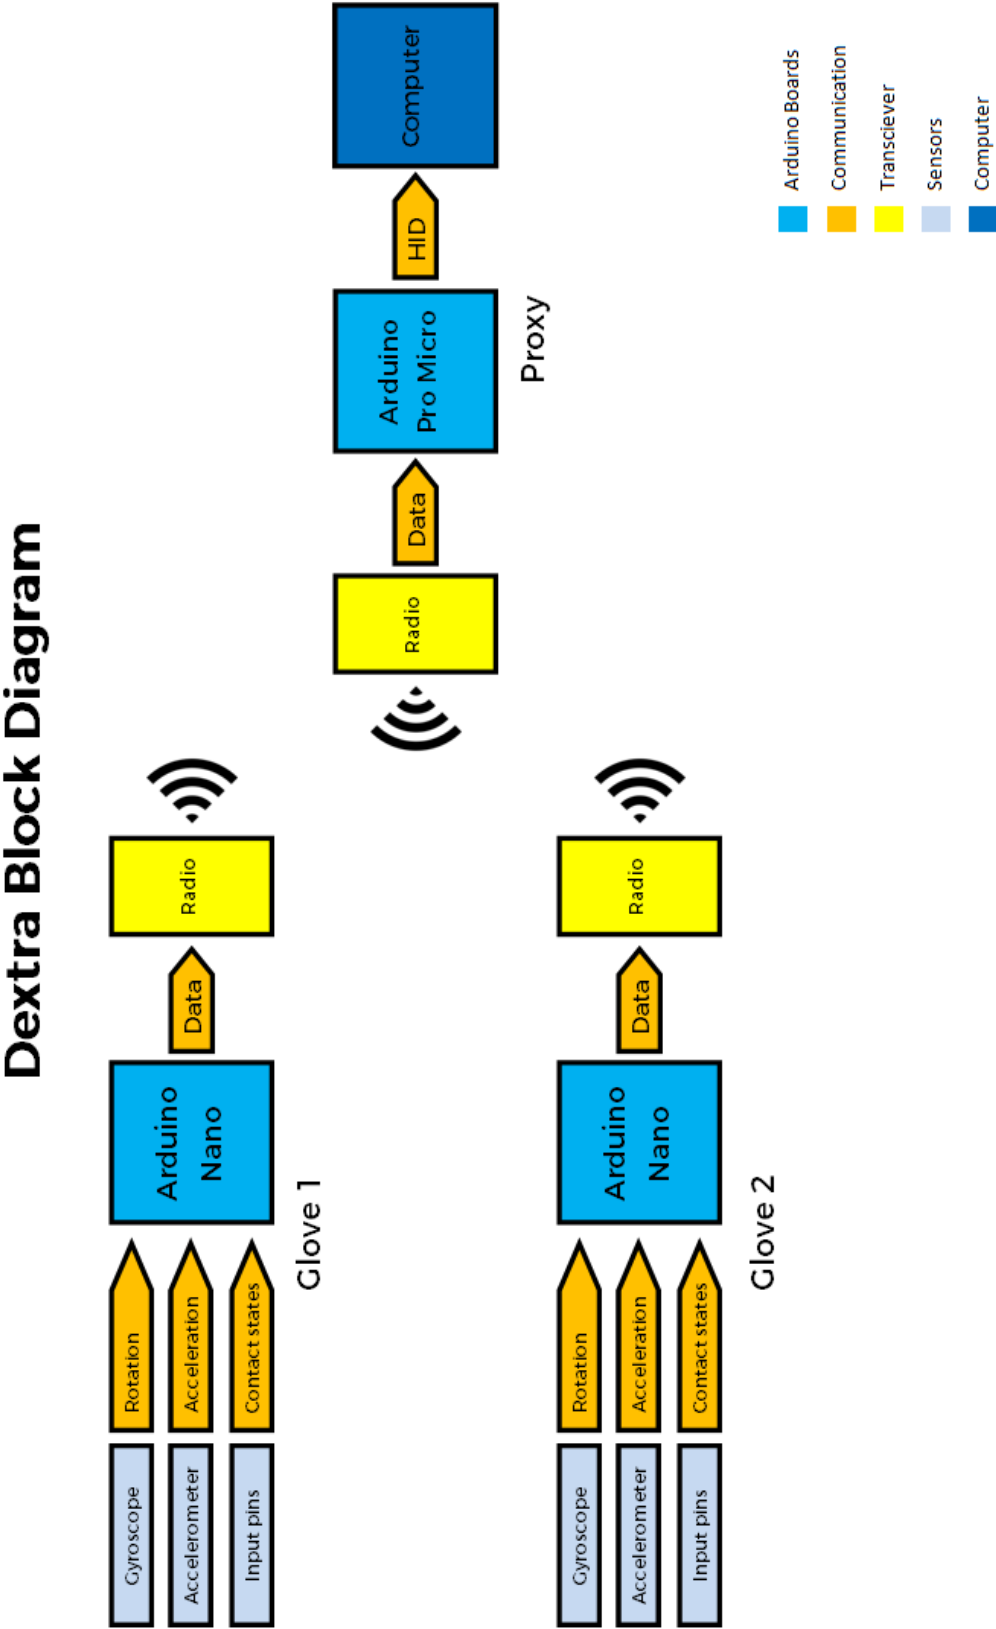 Dextra Block Diagram
Gyroscope
Rotation
Accelerometer
Acceleration
Input pins
Contact states
Arduino
Nano
Data
Radio
Glove 1
Radio
Data
Arduino
Pro Micro
HID
Computer
Proxy
Gyroscope
Rotation
Accelerometer
Acceleration
Input pins
Contact states
Arduino
Nano
Data
Radio
Glove 2
Arduino Boards
Communication
Transciever
Sensors
Computer